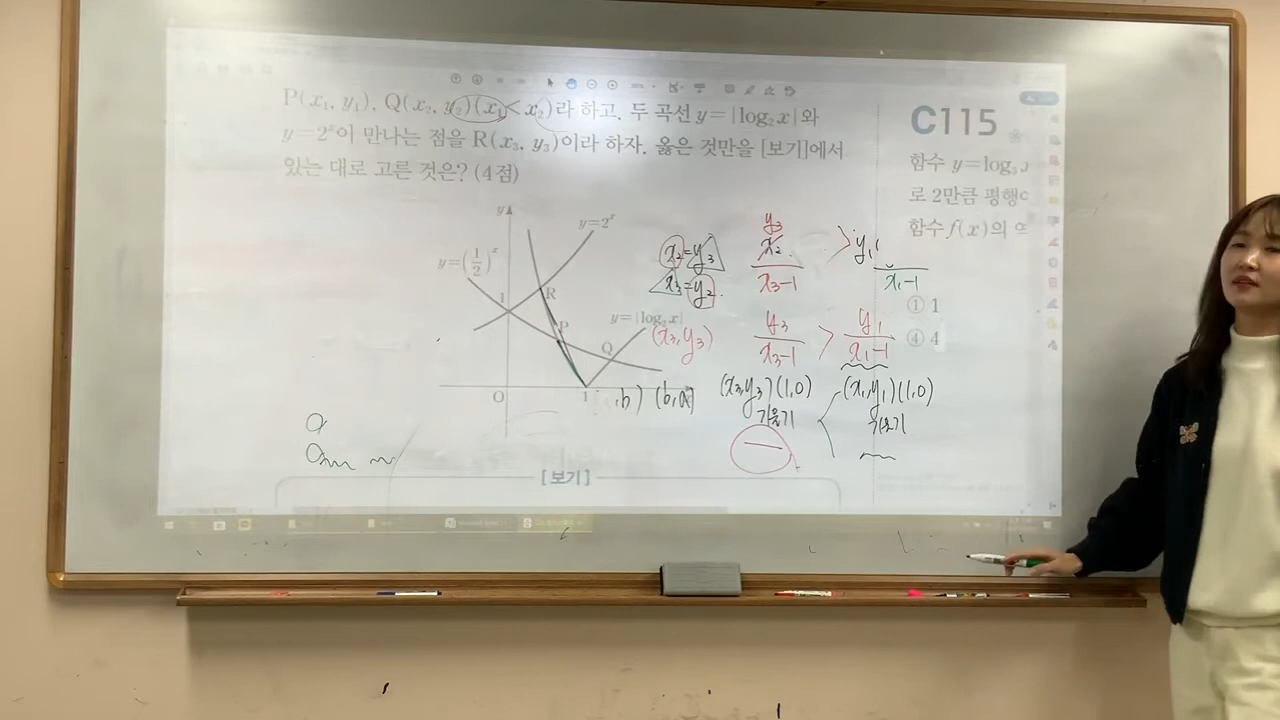 P(x₁, y₁), Q(x₂, y₂)(x₁<x₂)라 하고, 두 곡선 y=|log₂x|와
y=2ˣ이 만나는 점을 R(x₃, y₃)이라 하자. 옳은 것만을 [보기]에서
있는 대로 고른 것은? (4점)
C115
함수 y=log₃
로 2만큼 평행
함수 f(x)의
① 1
④ 4
y
y=2ˣ
y=(1/2)ˣ
1
R
P
y=|log₂x|
Q
O
1
x₂=y₃
x₃=y₂
(x₃, y₃)
y₃
x₂/x₃-1 > y₁/x₁-1
y₃/x₃-1 > y₁/x₁-1
b) (b,a)
(x₃,y₃)(1,0)
기울기
(x₁,y₁)(1,0)
기울기
a
a
[보기]